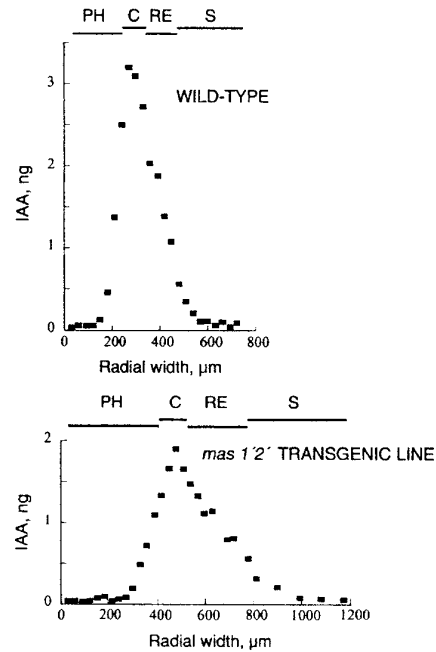 PH C RE S
3
WILD-TYPE
2
IAA, ng
1
0
0 200 400 600 800
Radial width, µm
PH C RE S
2
mas 1´2´ TRANSGENIC LINE
IAA, ng
1
0
0 200 400 600 800 1000 1200
Radial width, µm